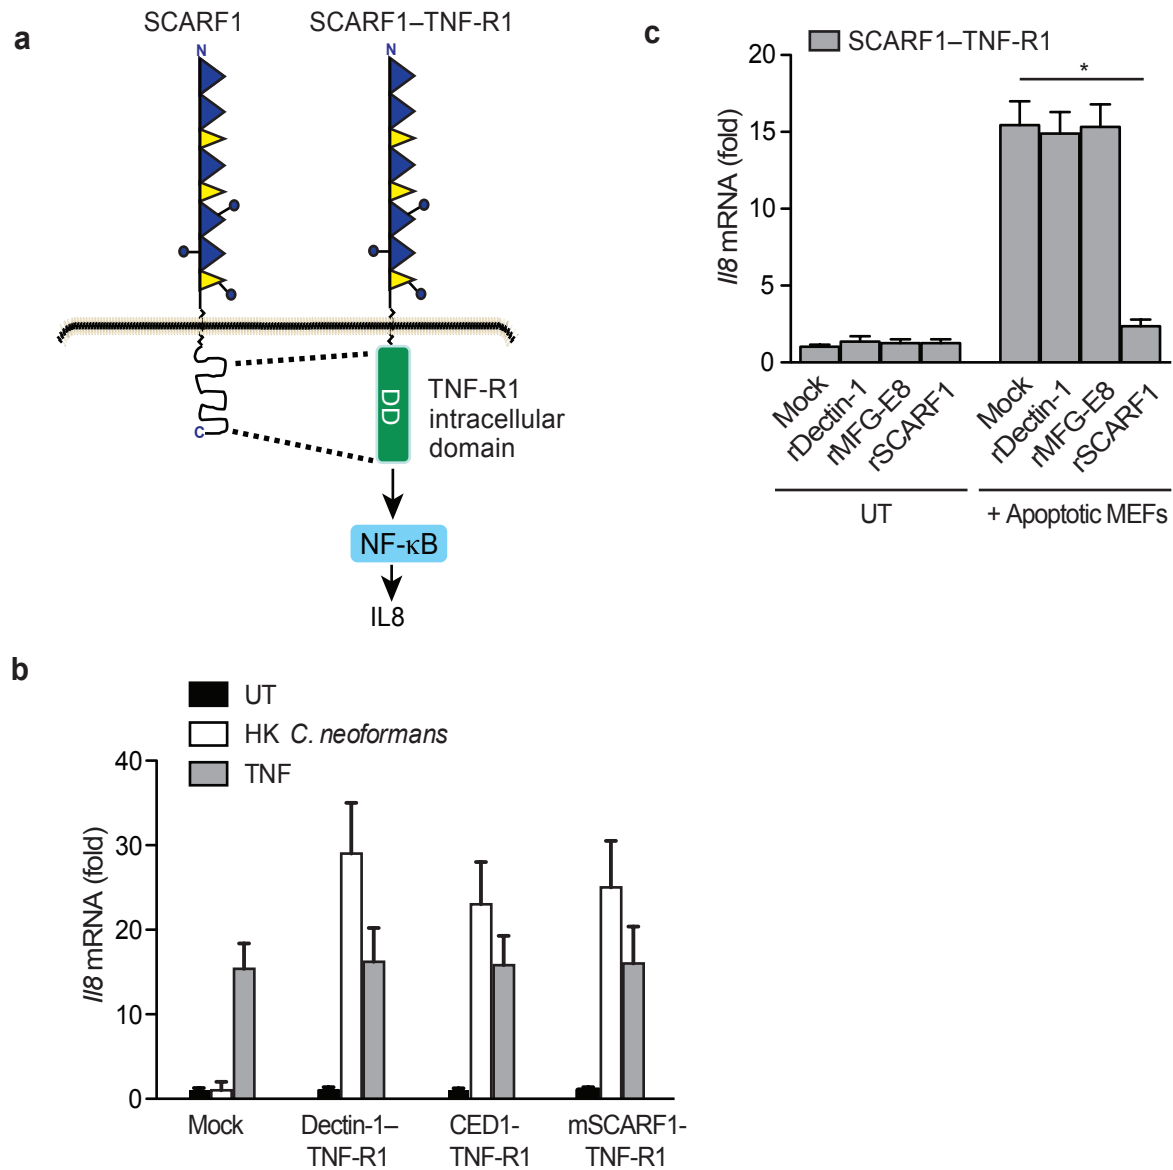 a
SCARF1
SCARF1–TNF-R1
N
N
C
DD
TNF-R1
intracellular
domain
NF-κB
IL8
c
SCARF1–TNF-R1
20
15
10
5
0
Il8 mRNA (fold)
*
Mock
rDectin-1
rMFG-E8
rSCARF1
Mock
rDectin-1
rMFG-E8
rSCARF1
UT
+ Apoptotic MEFs
b
UT
HK C. neoformans
TNF
40
30
20
10
0
Il8 mRNA (fold)
Mock
Dectin-1–
TNF-R1
CED1-
TNF-R1
mSCARF1-
TNF-R1